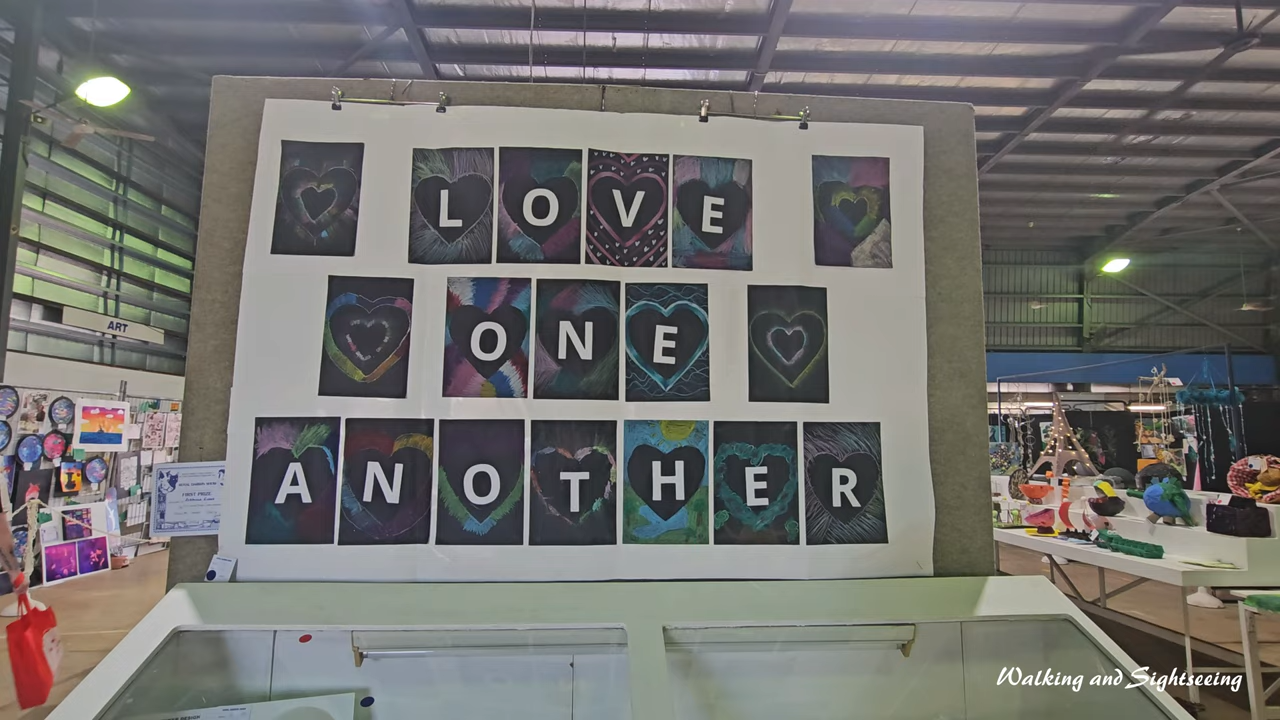 LOVE
ONE
ANOTHER
ART
FIRST PRIZE
Walking and Sightseeing